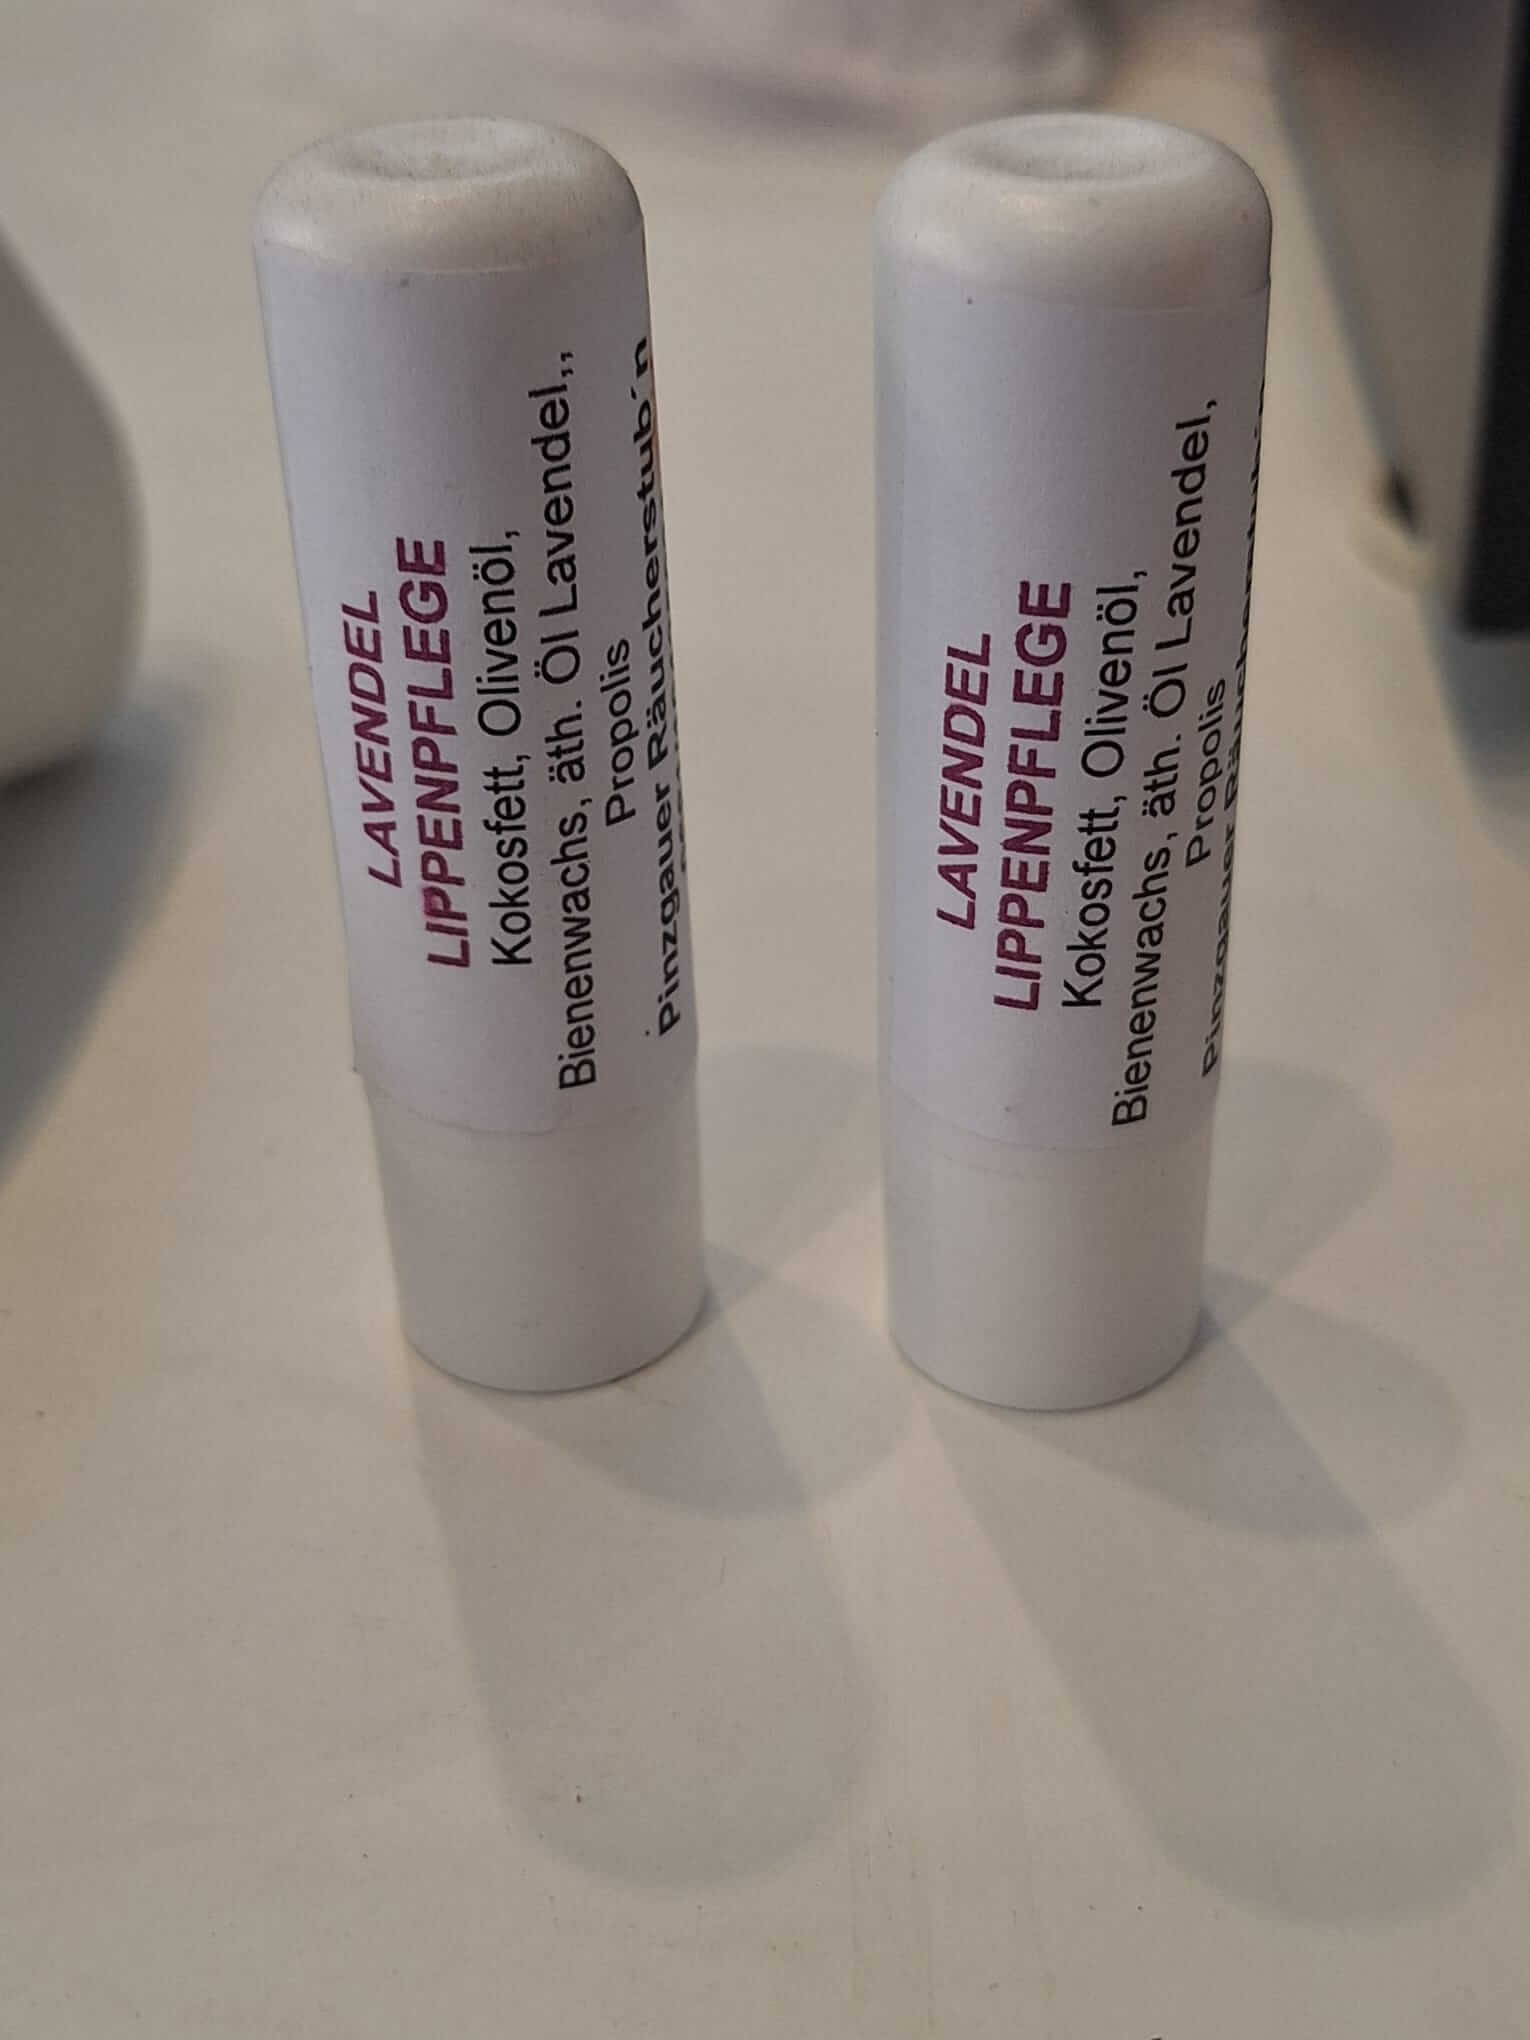 LAVENDEL
LIPPENPFLEGE
Kokosfett, Olivenöl,
Bienenwachs, äth. Öl Lavendel,,
Propolis
Pinzgauer Räucherstub´n
LAVENDEL
LIPPENPFLEGE
Kokosfett, Olivenöl,
Bienenwachs, äth. Öl Lavendel,
Propolis
Pinzgauer